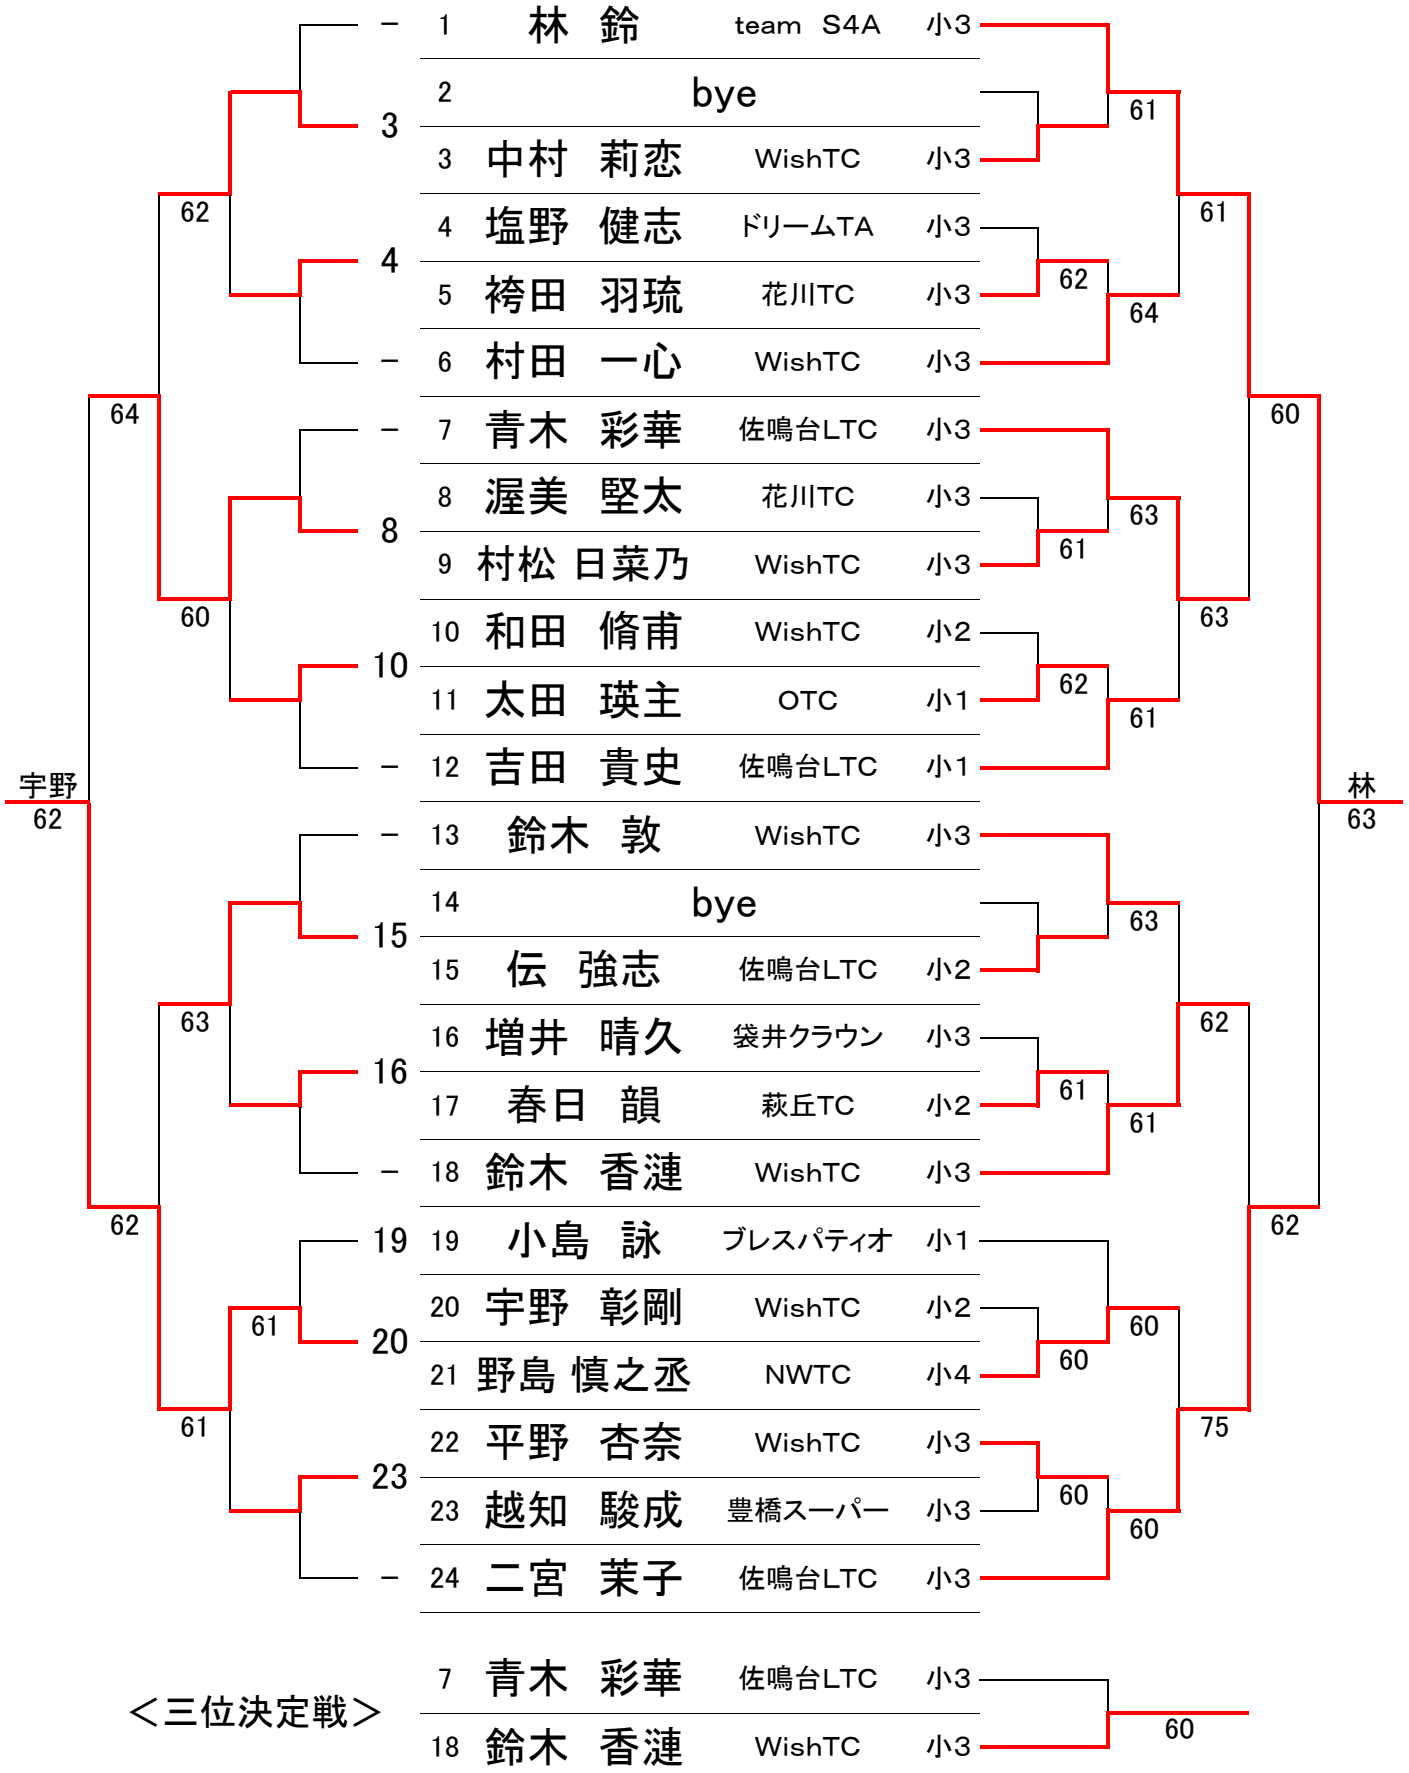 － 1 林 鈴 team S4A 小3
2 bye
61
3
3 中村 莉恋 WishTC 小3
62 4 塩野 健志 ドリームTA 小3 61
4 62
5 袴田 羽琉 花川TC 小3
64
－ 6 村田 一心 WishTC 小3
64 60
－ 7 青木 彩華 佐鳴台LTC 小3
8 渥美 堅太 花川TC 小3
63
8 61
9 村松 日菜乃 WishTC 小3
60 63
10 和田 脩甫 WishTC 小2
10 62
11 太田 瑛主 OTC 小1
61
－ 12 吉田 貴史 佐鳴台LTC 小1
宇野 林
62 63
－ 13 鈴木 敦 WishTC 小3
14 bye
63
15
15 伝 強志 佐鳴台LTC 小2
63 62
16 増井 晴久 袋井クラウン 小3
16 61
17 春日 韻 萩丘TC 小2
61
－ 18 鈴木 香漣 WishTC 小3
62 62
19 19 小島 詠 ブレスパティオ 小1
20 宇野 彰剛 WishTC 小2
61 60
20 60
21 野島 慎之丞 NWTC 小4
61 75
22 平野 杏奈 WishTC 小3
23 60
23 越知 駿成 豊橋スーパー 小3
60
－ 24 二宮 茉子 佐鳴台LTC 小3
7 青木 彩華 佐鳴台LTC 小3
＜三位決定戦＞
60
18 鈴木 香漣 WishTC 小3